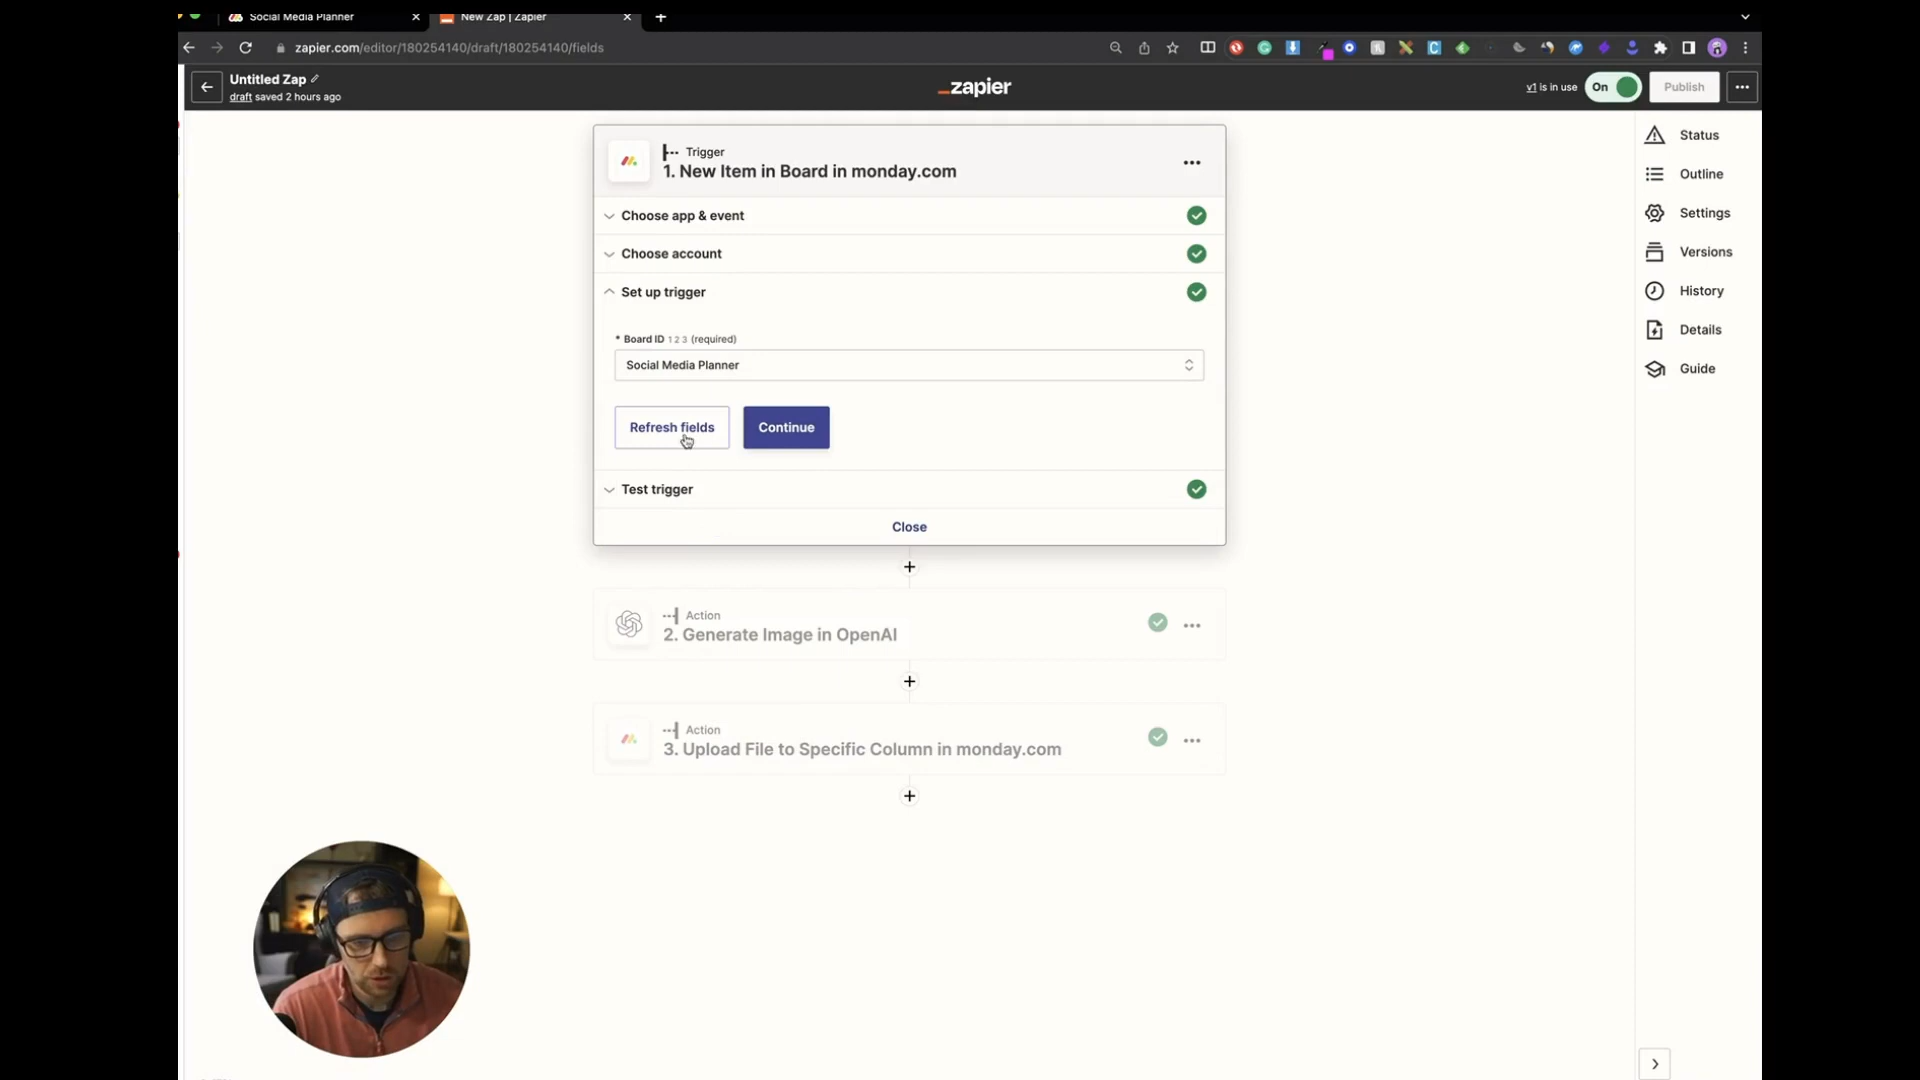 Social Media Planner
New Zap | Zapier
zapier.com/editor/180254140/draft/180254140/fields
Untitled Zap
draft saved 2 hours ago
_zapier
v1 is in use
On
Publish
Trigger
1. New Item in Board in monday.com
Choose app & event
Choose account
Set up trigger
* Board ID 1 2 3 (required)
Social Media Planner
Refresh fields
Continue
Test trigger
Close
Action
2. Generate Image in OpenAI
Action
3. Upload File to Specific Column in monday.com
Status
Outline
Settings
Versions
History
Details
Guide